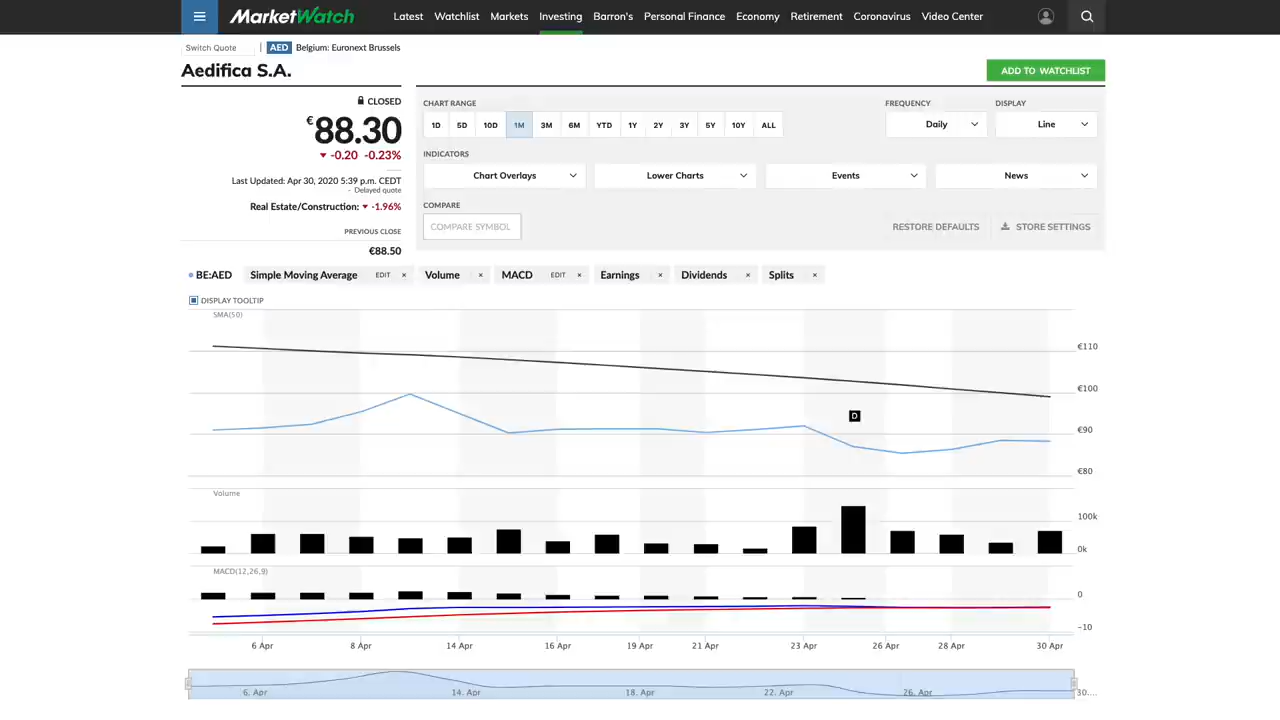 MarketWatch Latest Watchlist Markets Investing Barron's Personal Finance Economy Retirement Coronavirus Video Center
Switch Quote | AED Belgium: Euronext Brussels
Aedifica S.A.
ADD TO WATCHLIST
CLOSED
€88.30
-0.20 -0.23%
Last Updated: Apr 30, 2020 5:39 p.m. CEDT
- Delayed quote
Real Estate/Construction: -1.96%
PREVIOUS CLOSE
€88.50
CHART RANGE
1D 5D 10D 1M 3M 6M YTD 1Y 2Y 3Y 5Y 10Y ALL
FREQUENCY
Daily
DISPLAY
Line
INDICATORS
Chart Overlays Lower Charts Events News
COMPARE
COMPARE SYMBOL
RESTORE DEFAULTS STORE SETTINGS
BE:AED Simple Moving Average EDIT × Volume × MACD EDIT × Earnings × Dividends × Splits ×
DISPLAY TOOLTIP
SMA(50)
€110
€100
D
€90
€80
Volume
100k
0k
MACD(12,26,9)
0
-10
6 Apr 8 Apr 14 Apr 16 Apr 19 Apr 21 Apr 23 Apr 26 Apr 28 Apr 30 Apr
6. Apr 14. Apr 18. Apr 22. Apr 26. Apr 30....